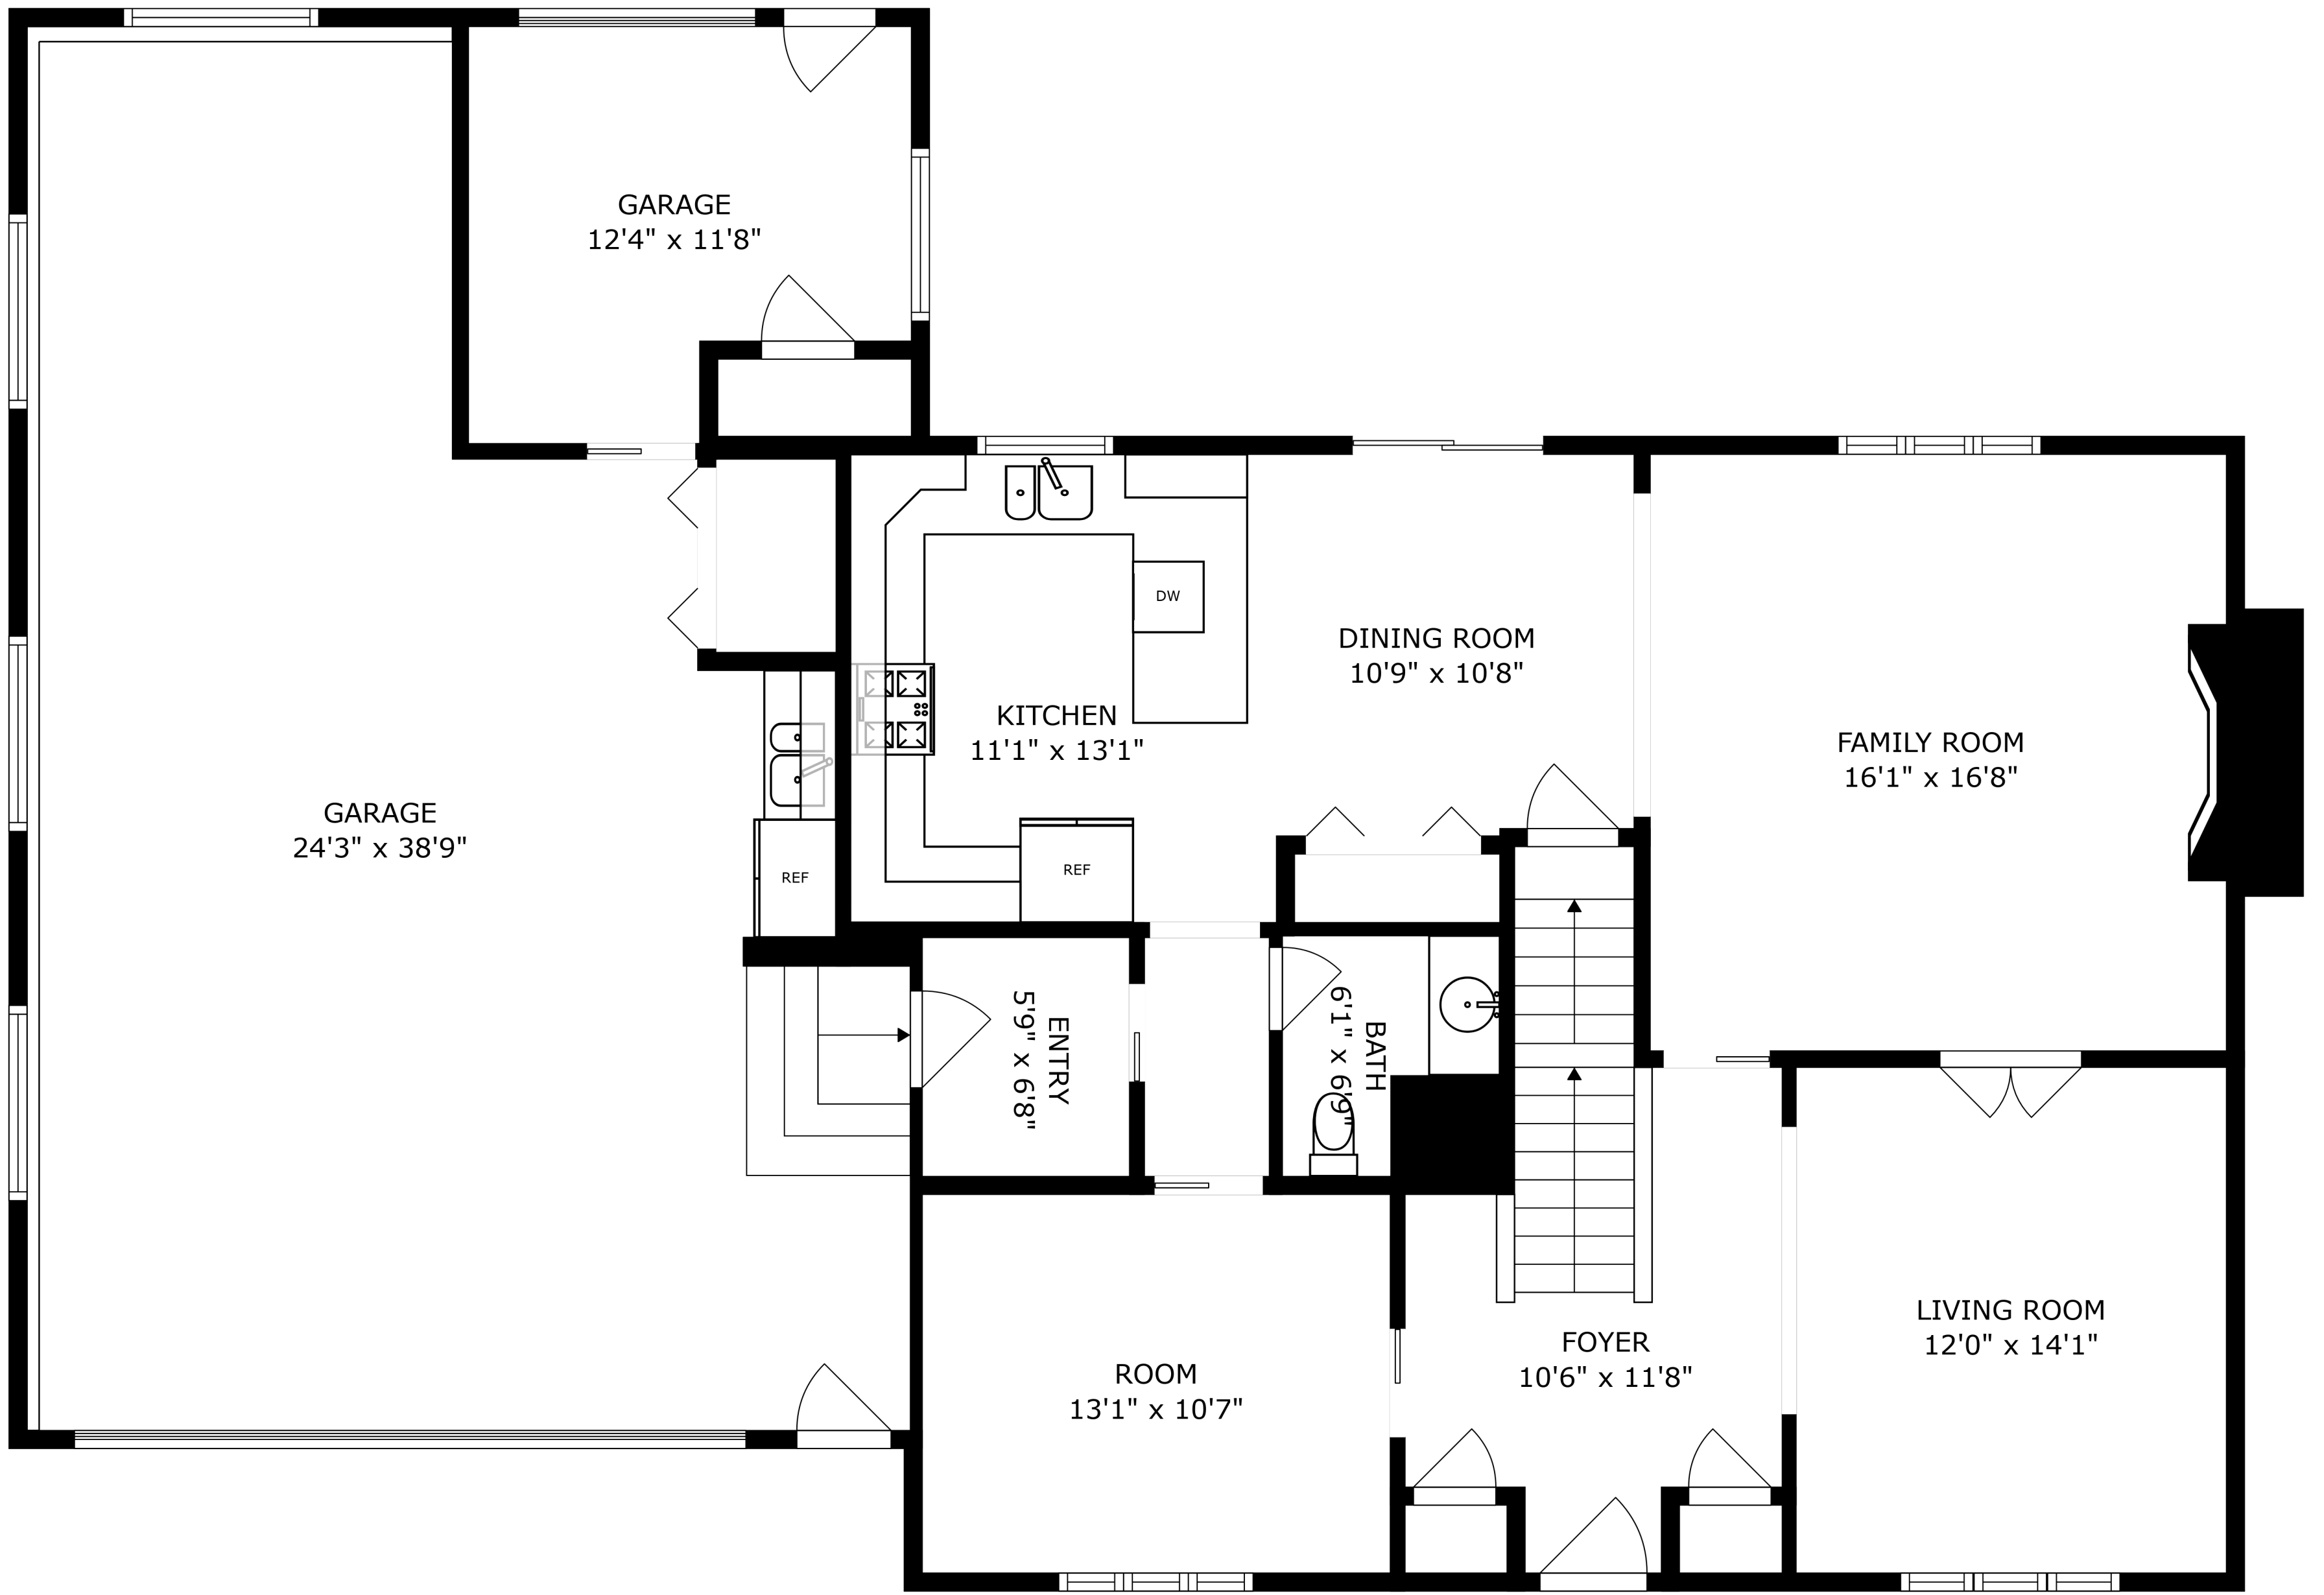 GARAGE
12'4" x 11'8"
DW
DINING ROOM
10'9" x 10'8"
KITCHEN
11'1" x 13'1"
FAMILY ROOM
16'1" x 16'8"
GARAGE
24'3" x 38'9"
REF
REF
ENTRY
5'9" x 6'8"
BATH
6'1" x 6'9"
LIVING ROOM
12'0" x 14'1"
FOYER
10'6" x 11'8"
ROOM
13'1" x 10'7"